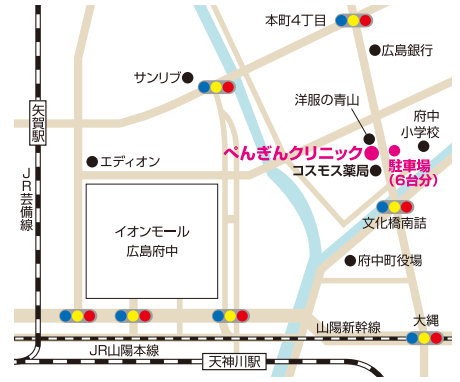 本町4丁目
広島銀行
サンリブ
洋服の青山
府中
小学校
矢賀駅
ぺんぎんクリニック
駐車場
(6台分)
エディオン
コスモス薬局
JR芸備線
文化橋南詰
イオンモール
広島府中
府中町役場
大縄
山陽新幹線
JR山陽本線
天神川駅